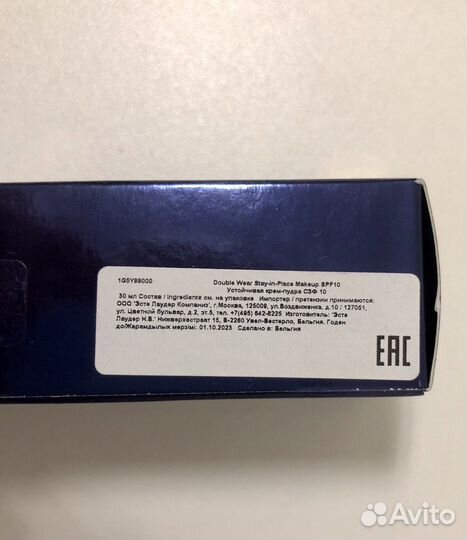 1G5Y99000 Double Wear Stay-in-Place Makeup SPF10
Устойчивая крем-пудра СЗФ 10
30 мл Состав / Ingredients см. на упаковке Импортер / претензии принимаются:
ООО "Эсте Лаудер Компаниз", г.Москва, 125009, ул.Воздвиженка, д.10 / 127051,
ул. Цветной бульвар, д.2, эт.5, тел. +7(495) 642-8225 Изготовитель: "Эсте
Лаудер Н.В." Нижверхестраат 15, В-2260 Увел-Вестерло, Бельгия. Годен
до/Жарамдылық мерзімі: 01.10.2023 Сделано в: Бельгия
EAC
Avito